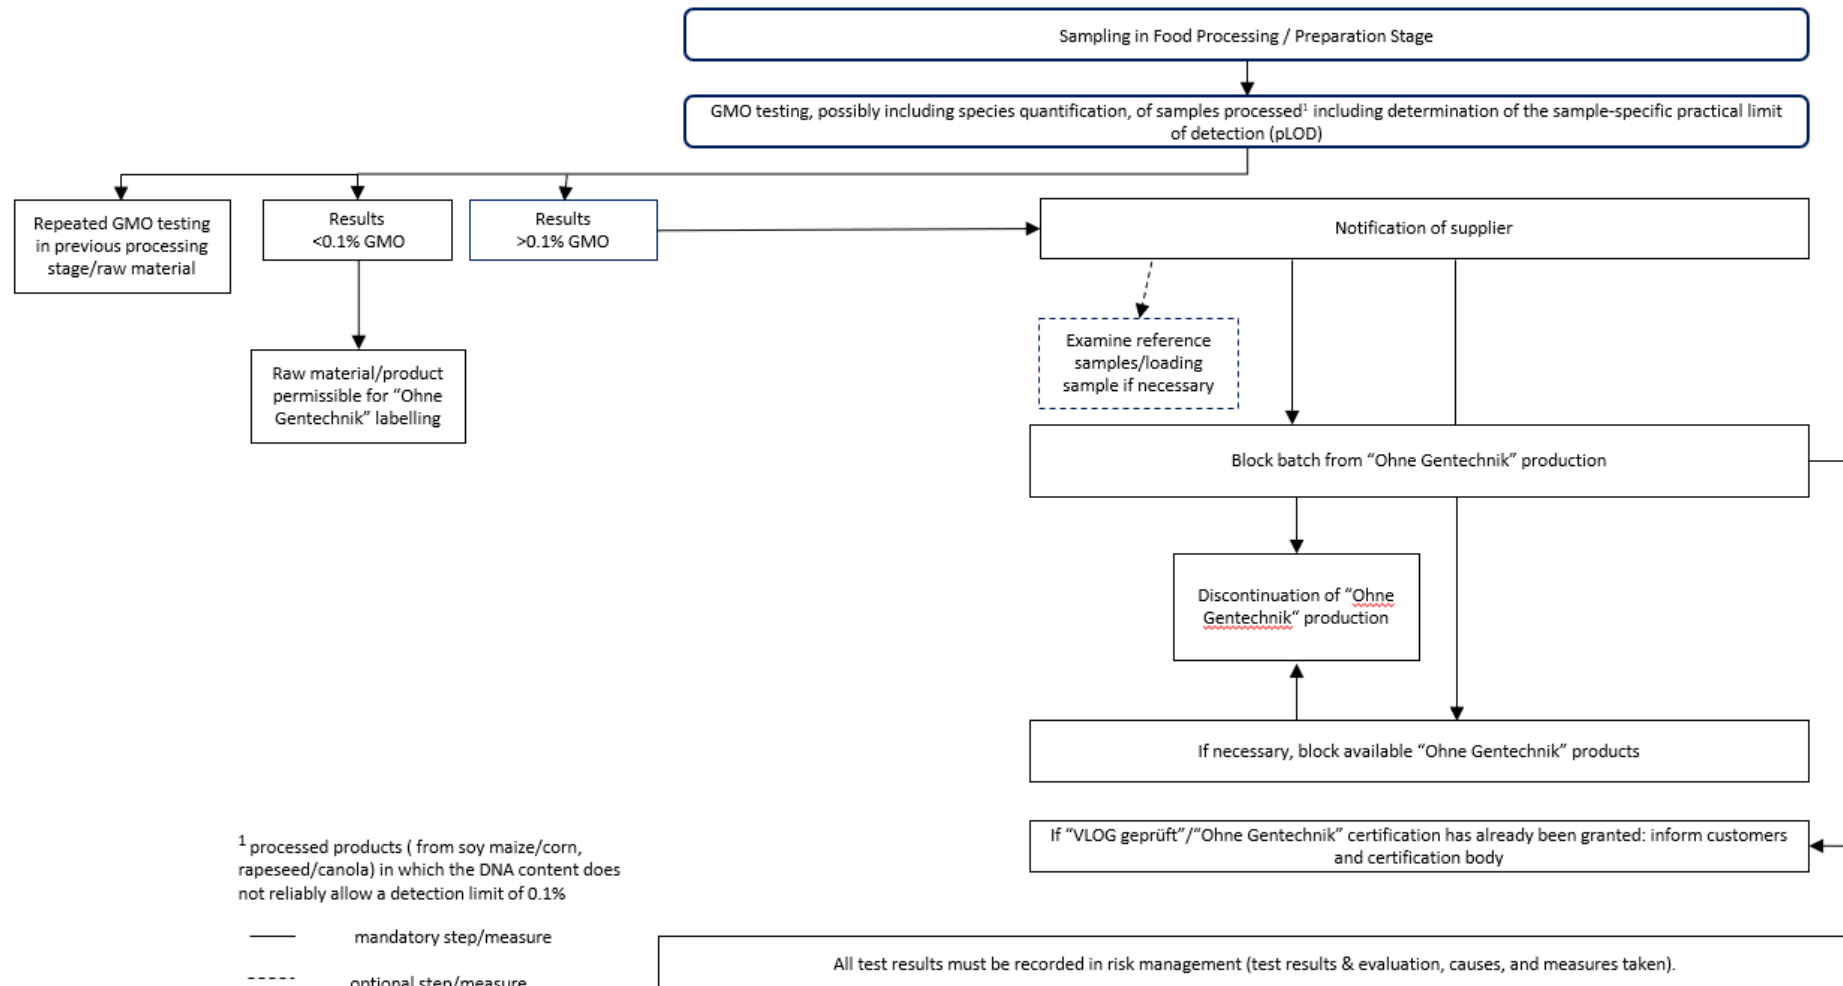 Sampling in Food Processing / Preparation Stage
GMO testing, possibly including species quantification, of samples processed¹ including determination of the sample-specific practical limit
of detection (pLOD)
Repeated GMO testing
in previous processing
stage/raw material
Results
<0.1% GMO
Results
>0.1% GMO
Notification of supplier
Examine reference
samples/loading
sample if necessary
Raw material/product
permissible for “Ohne
Gentechnik” labelling
Block batch from “Ohne Gentechnik” production
Discontinuation of “Ohne
Gentechnik“ production
If necessary, block available “Ohne Gentechnik” products
If “VLOG geprüft”/“Ohne Gentechnik” certification has already been granted: inform customers
and certification body
¹ processed products ( from soy maize/corn,
rapeseed/canola) in which the DNA content does
not reliably allow a detection limit of 0.1%
mandatory step/measure
optional step/measure
All test results must be recorded in risk management (test results & evaluation, causes, and measures taken).